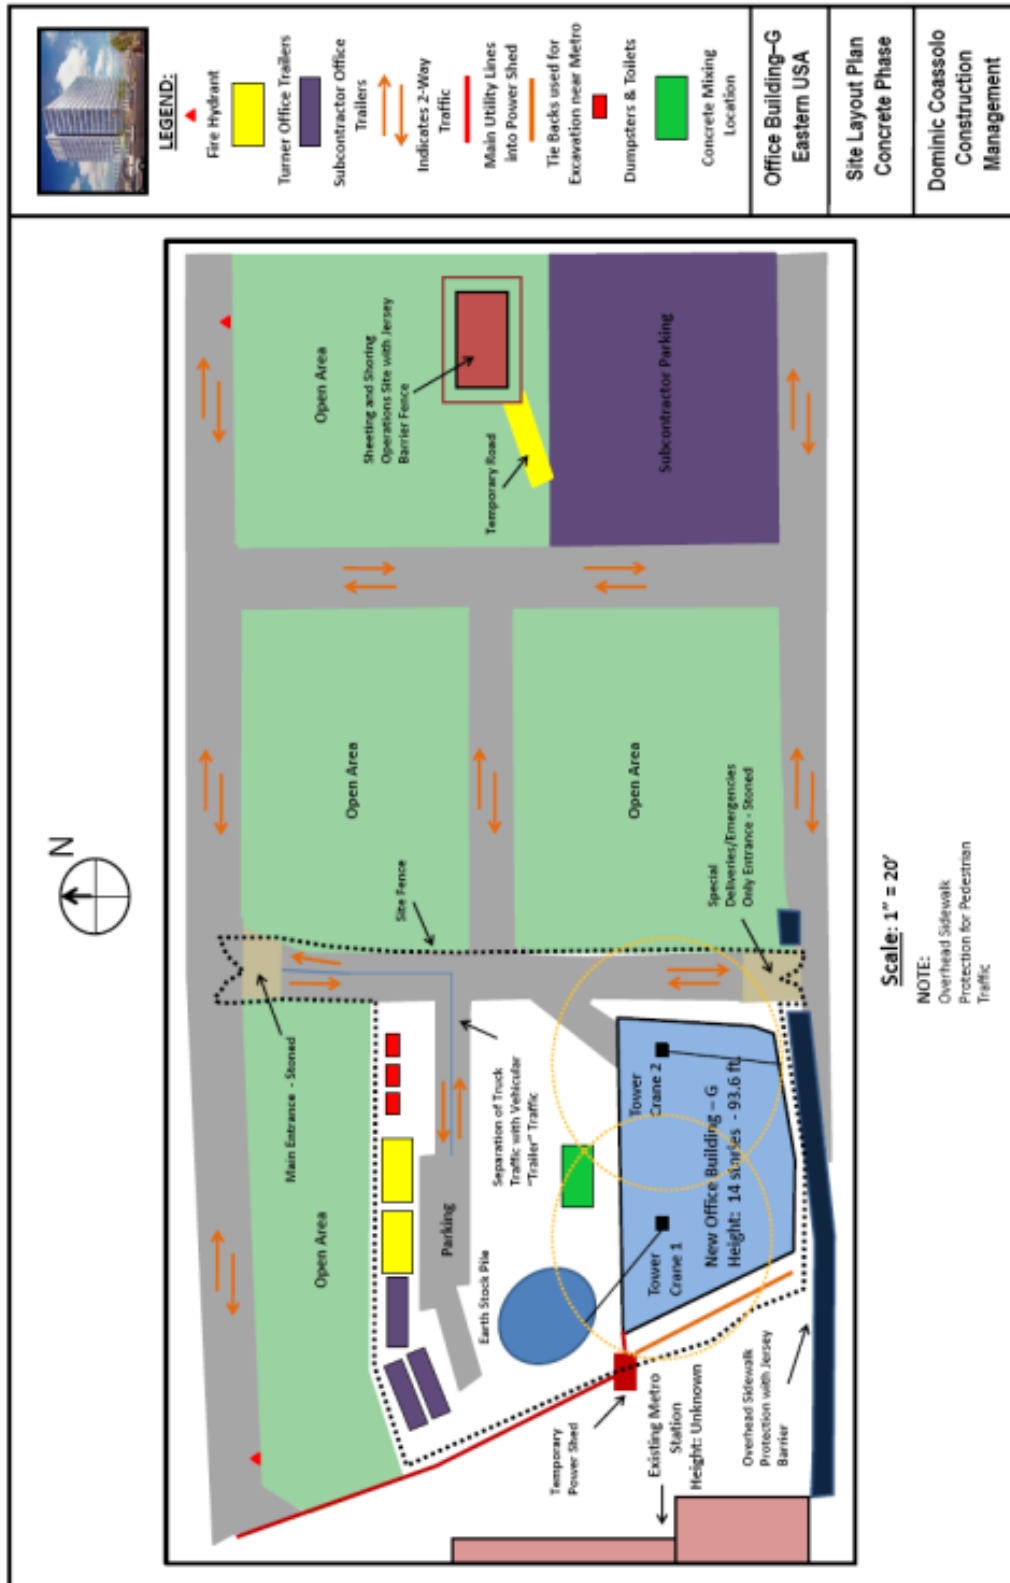 LEGEND:
Fire Hydrant
Turner Office Trailers
Subcontractor Office
Trailers
Indicates 2-Way
Traffic
Main Utility Lines
into Power Shed
Tie Backs used for
Excavation near Metro
Dumpsters & Toilets
Concrete Mixing
Location
Office Building–G
Eastern USA
Site Layout Plan
Concrete Phase
Dominic Coassolo
Construction
Management
N
Open Area
Sheeting and Shoring
Operations Site with Jersey
Barrier Fence
Temporary Road
Subcontractor Parking
Open Area
Open Area
Site Fence
Special
Deliveries/Emergencies
Only Entrance - Stoned
Main Entrance - Stoned
Open Area
Separation of Truck
Traffic with Vehicular
"Trailer" Traffic
Parking
Earth Stock Pile
Tower
Crane 2
Tower
Crane 1
New Office Building – G
Height: 14 stories - 93.6 ft.
Temporary
Power Shed
Existing Metro
Station
Height: Unknown
Overhead Sidewalk
Protection with Jersey
Barrier
Scale: 1" = 20'
NOTE:
Overhead Sidewalk
Protection for Pedestrian
Traffic